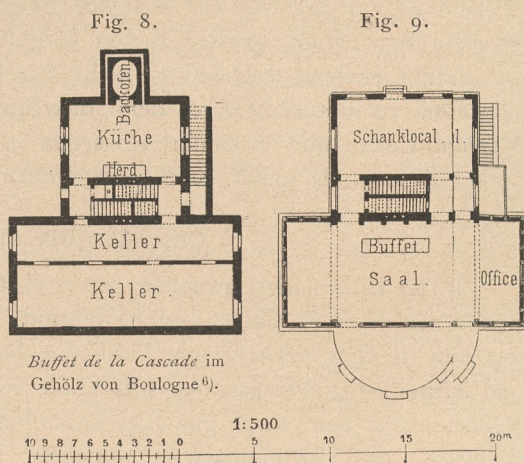 Fig. 8.
Backofen
Küche
Herd.
Keller
Keller.
Buffet de la Cascade im
Gehölz von Boulogne 6).
Fig. 9.
Schanklocal. l.
Buffet.
Saal.
Office
1:500
10 9 8 7 6 5 4 3 2 1 0 5 10 15 20m